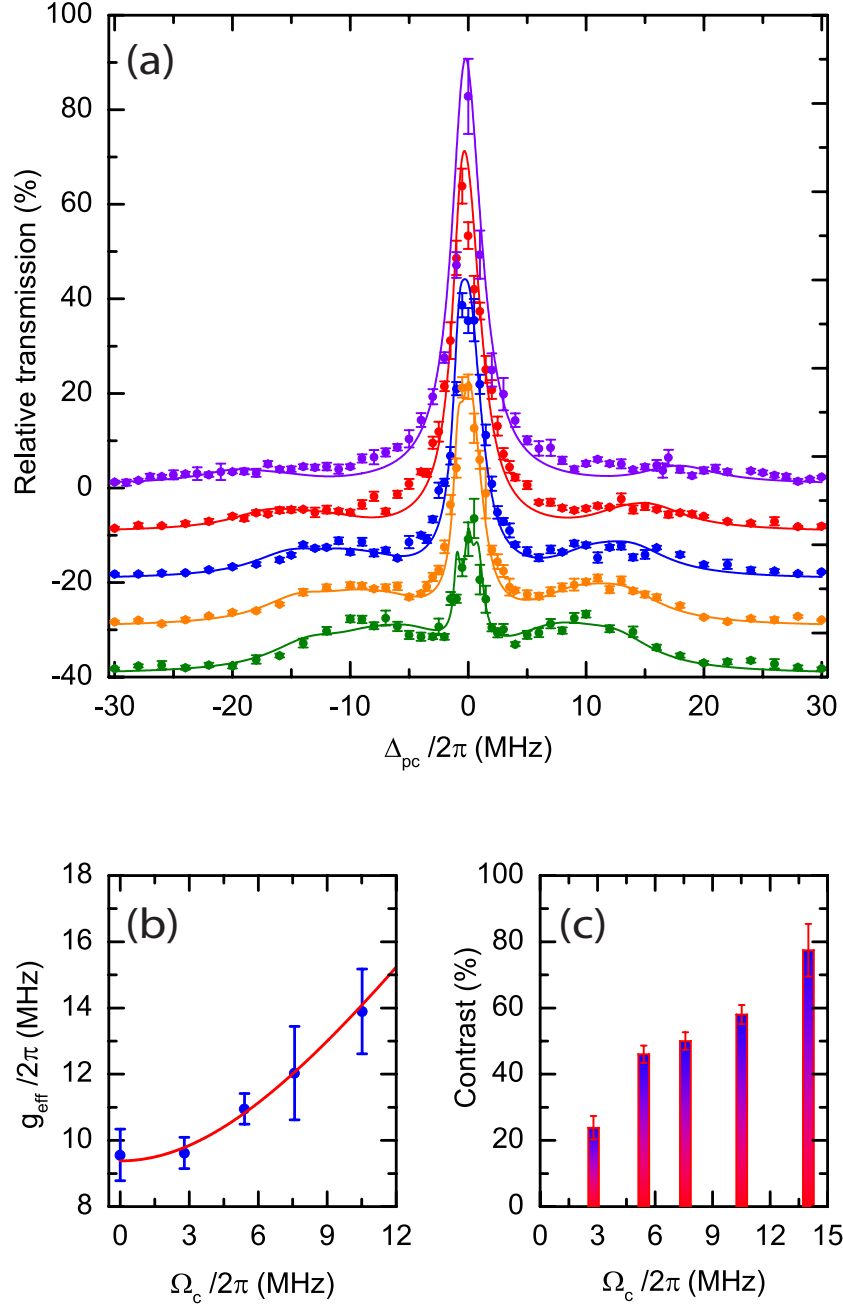 (a)
Relative transmission (%)
100
80
60
40
20
0
-20
-40
-30 -20 -10 0 10 20 30
Δpc /2π (MHz)
(b)
geff /2π (MHz)
18
16
14
12
10
8
0 3 6 9 12
Ωc /2π (MHz)
(c)
Contrast (%)
100
80
60
40
20
0
0 3 6 9 12 15
Ωc /2π (MHz)